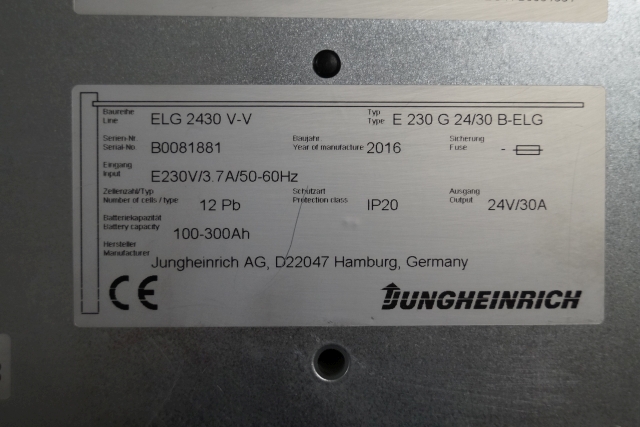 Baureihe
Line
ELG 2430 V-V
Typ
Type
E 230 G 24/30 B-ELG
Serien-Nr
Serial-No.
B0081881
Baujahr
Year of manufacture
2016
Sicherung
Fuse
-
Eingang
Input
E230V/3.7A/50-60Hz
Zellenzahl/Typ
Number of cells / type
12 Pb
Schutzart
Protection class
IP20
Ausgang
Output
24V/30A
Batteriekapazität
Battery capacity
100-300Ah
Hersteller
Manufacturer
Jungheinrich AG, D22047 Hamburg, Germany
CE
JUNGHEINRICH